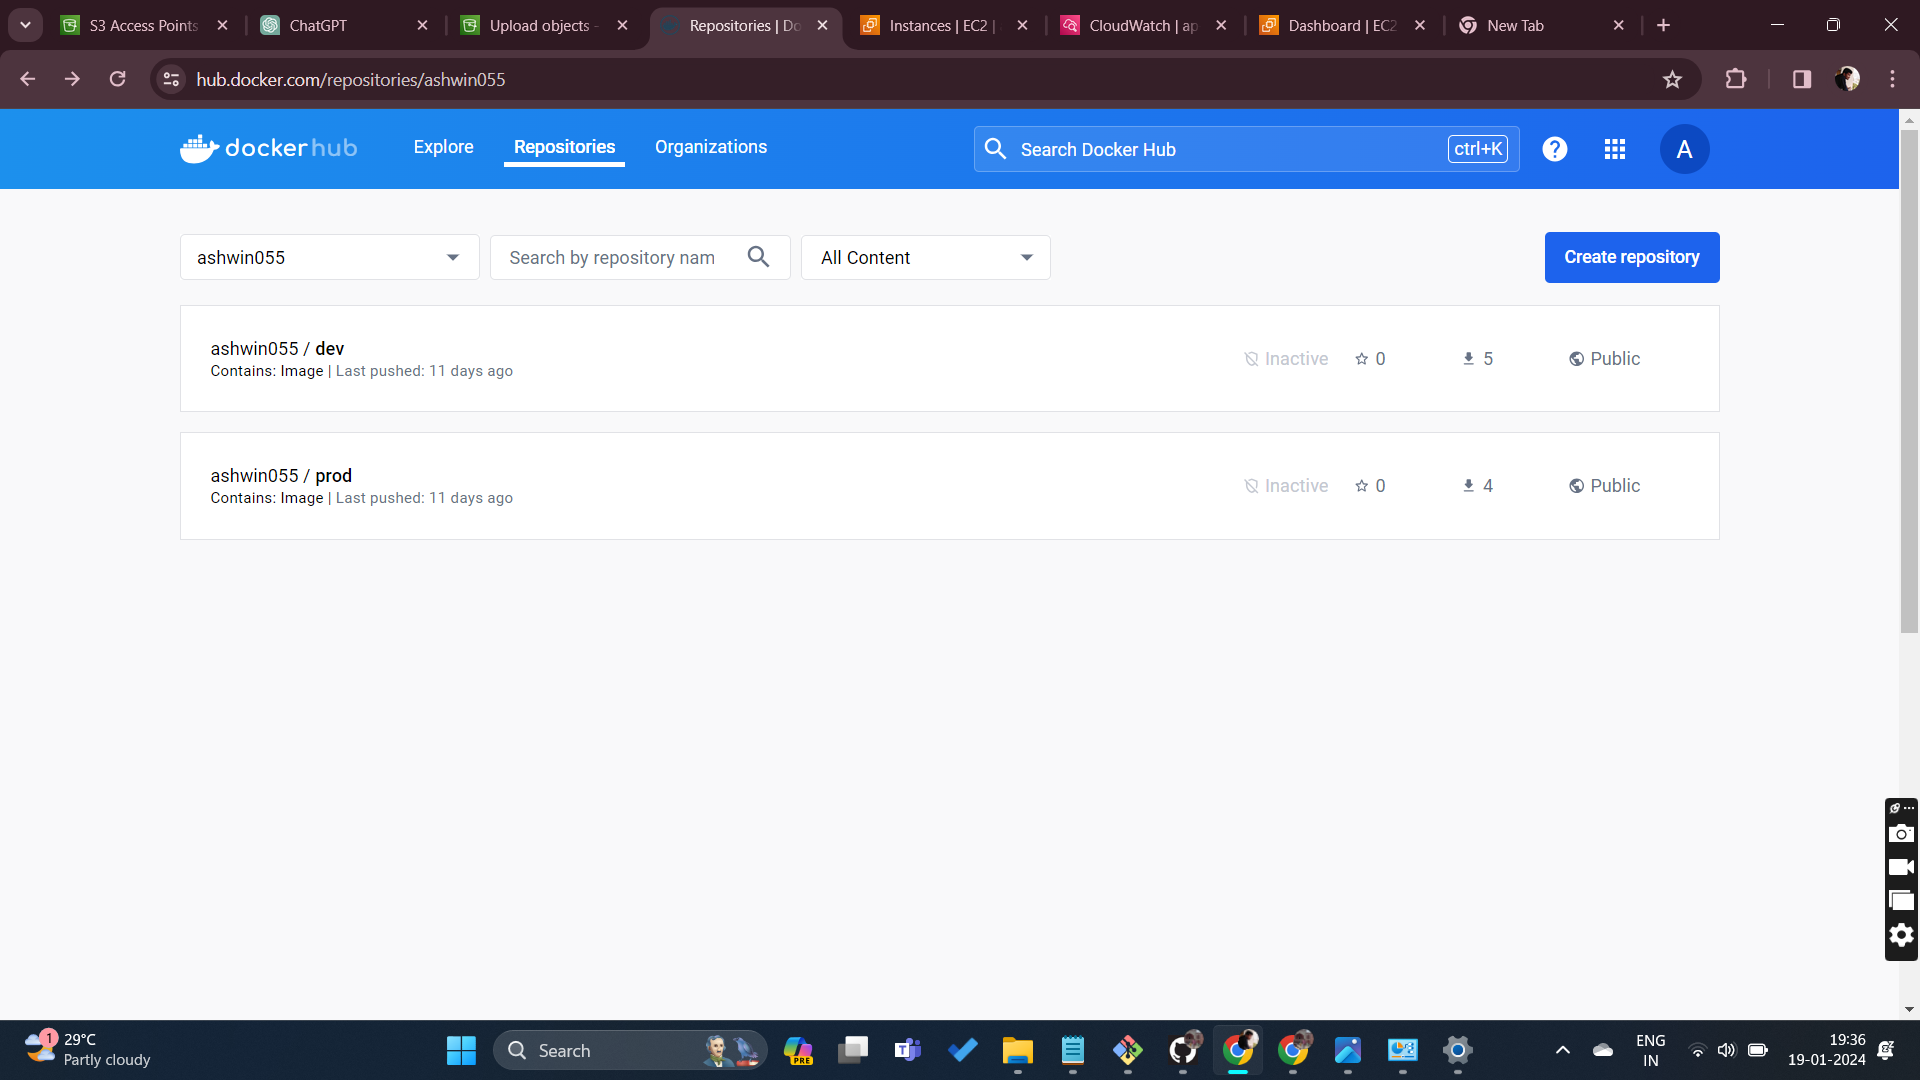 S3 Access Points
ChatGPT
Upload objects -
Repositories | Do
Instances | EC2 |
CloudWatch | ap
Dashboard | EC2
New Tab
hub.docker.com/repositories/ashwin055
dockerhub
Explore
Repositories
Organizations
Search Docker Hub
ctrl+K
?
A
ashwin055
Search by repository nam
All Content
Create repository
ashwin055 / dev
Contains: Image | Last pushed: 11 days ago
Inactive
0
5
Public
ashwin055 / prod
Contains: Image | Last pushed: 11 days ago
Inactive
0
4
Public
1
29°C
Partly cloudy
Search
PRE
ENG
IN
19:36
19-01-2024